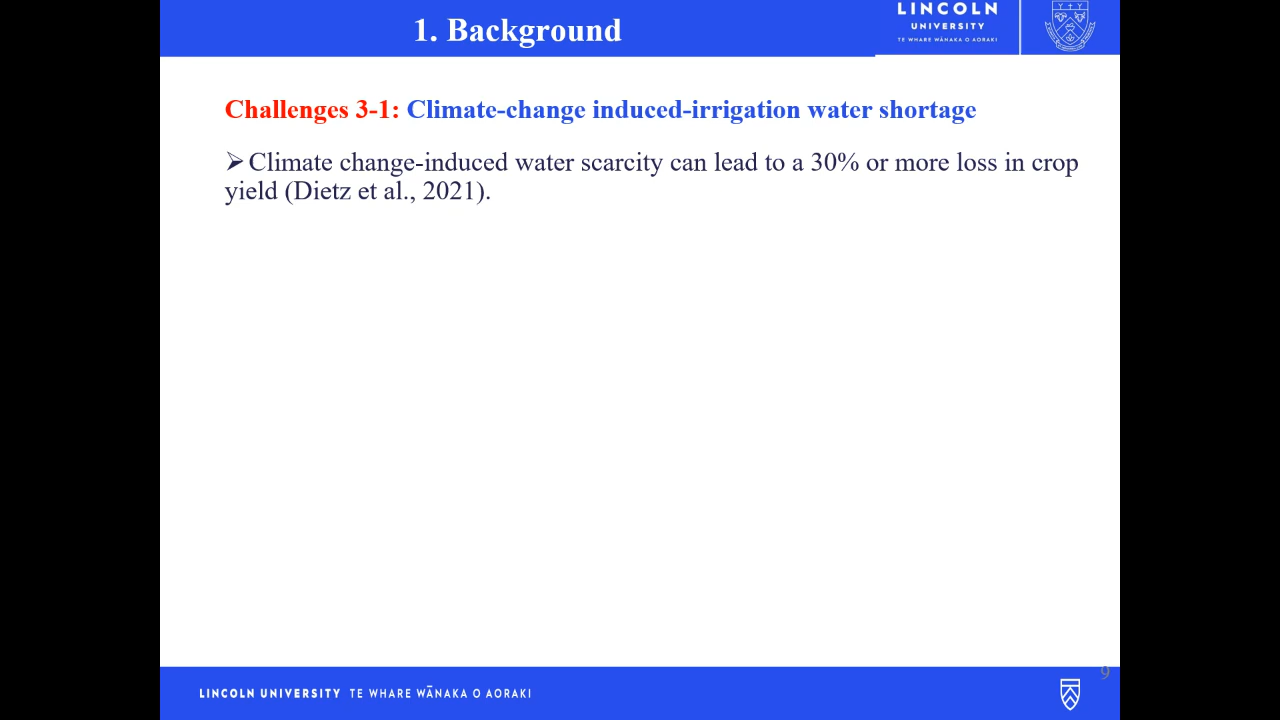 1. Background
LINCOLN
UNIVERSITY
TE WHARE WĀNAKA O AORAKI
Challenges 3-1: Climate-change induced-irrigation water shortage
➢ Climate change-induced water scarcity can lead to a 30% or more loss in crop
yield (Dietz et al., 2021).
9
LINCOLN UNIVERSITY TE WHARE WĀNAKA O AORAKI